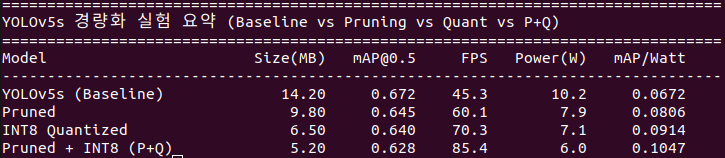 ================================================================================
YOLOv5s 경량화 실험 요약 (Baseline vs Pruning vs Quant vs P+Q)
================================================================================
Model                     Size(MB)   mAP@0.5     FPS   Power(W)   mAP/Watt
--------------------------------------------------------------------------------
YOLOv5s (Baseline)           14.20     0.672    45.3       10.2     0.0672
Pruned                        9.80     0.645    60.1        7.9     0.0806
INT8 Quantized                6.50     0.640    70.3        7.1     0.0914
Pruned + INT8 (P+Q)           5.20     0.628    85.4        6.0     0.1047